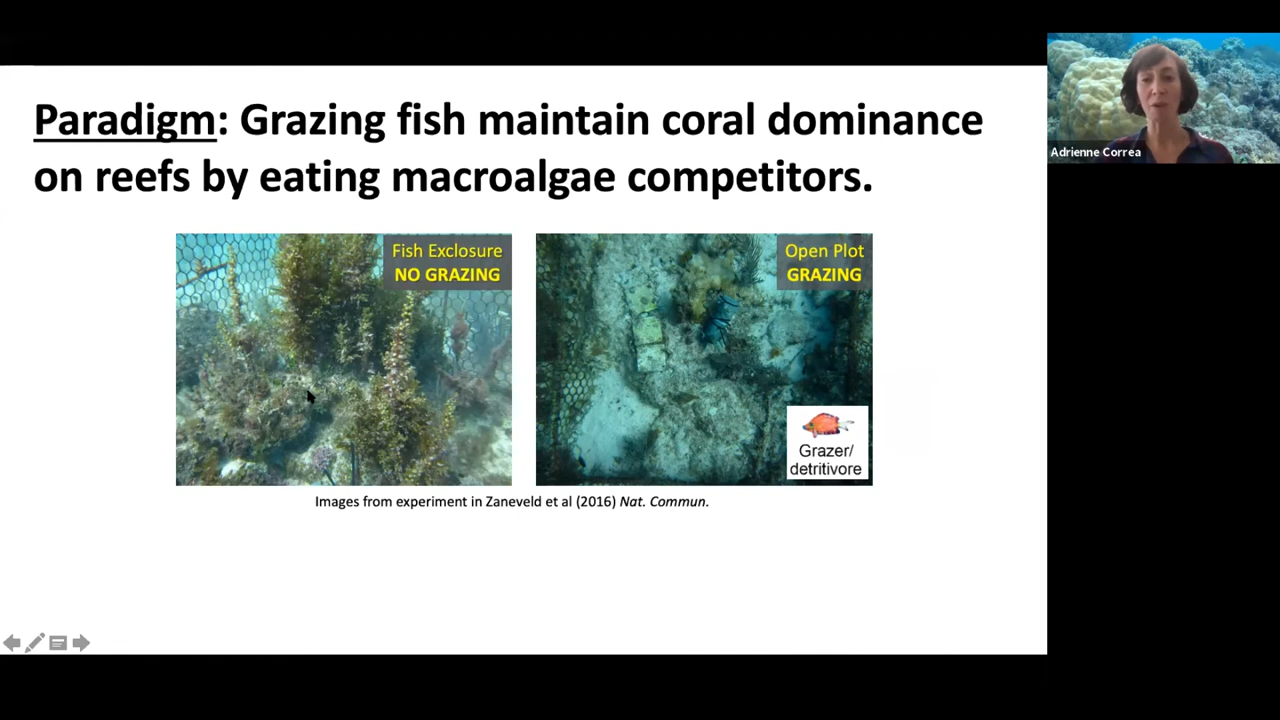 Paradigm: Grazing fish maintain coral dominance
on reefs by eating macroalgae competitors.
Fish Exclosure
NO GRAZING
Open Plot
GRAZING
Grazer/
detritivore
Images from experiment in Zaneveld et al (2016) Nat. Commun.
Adrienne Correa